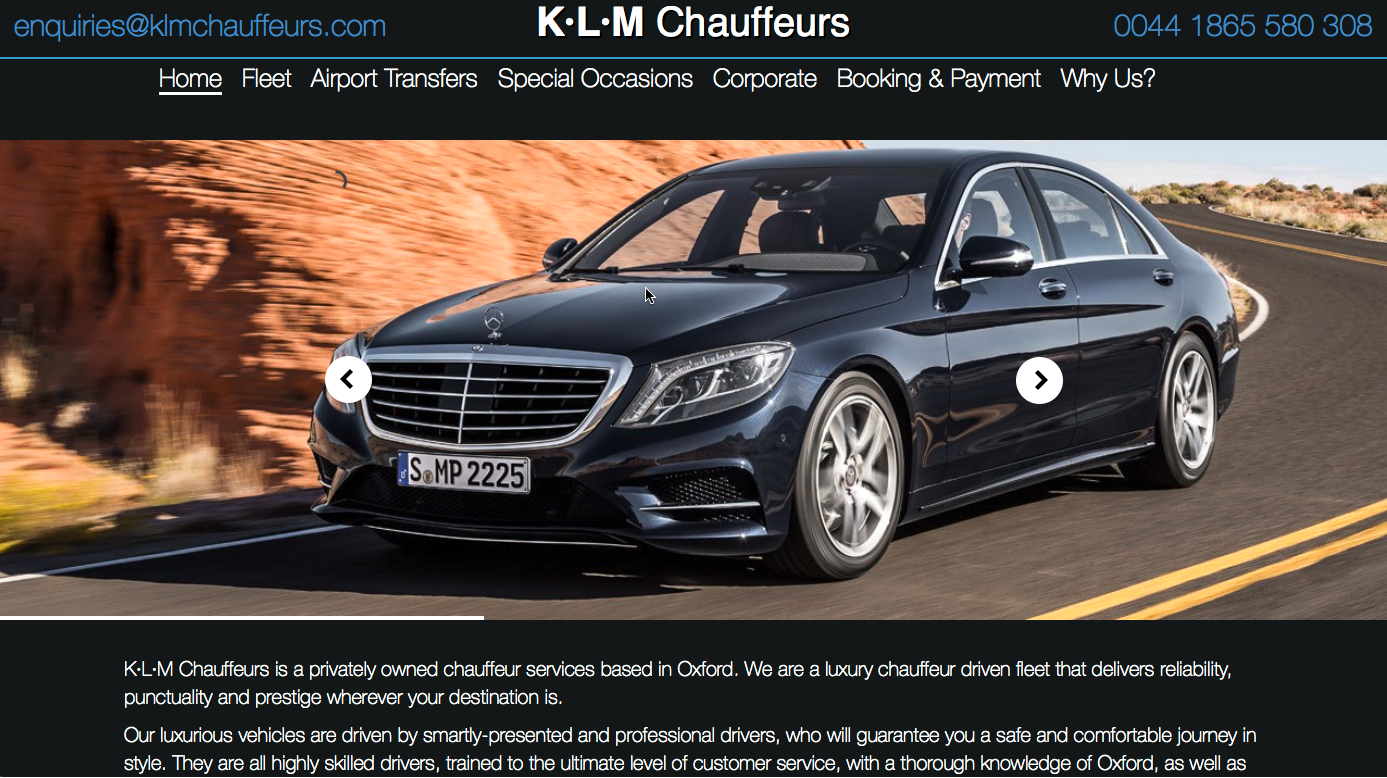 enquiries@klmchauffeurs.com
K·L·M Chauffeurs
0044 1865 580 308
Home Fleet Airport Transfers Special Occasions Corporate Booking & Payment Why Us?
S MP 2225
K·L·M Chauffeurs is a privately owned chauffeur services based in Oxford. We are a luxury chauffeur driven fleet that delivers reliability,
punctuality and prestige wherever your destination is.
Our luxurious vehicles are driven by smartly-presented and professional drivers, who will guarantee you a safe and comfortable journey in
style. They are all highly skilled drivers, trained to the ultimate level of customer service, with a thorough knowledge of Oxford, as well as